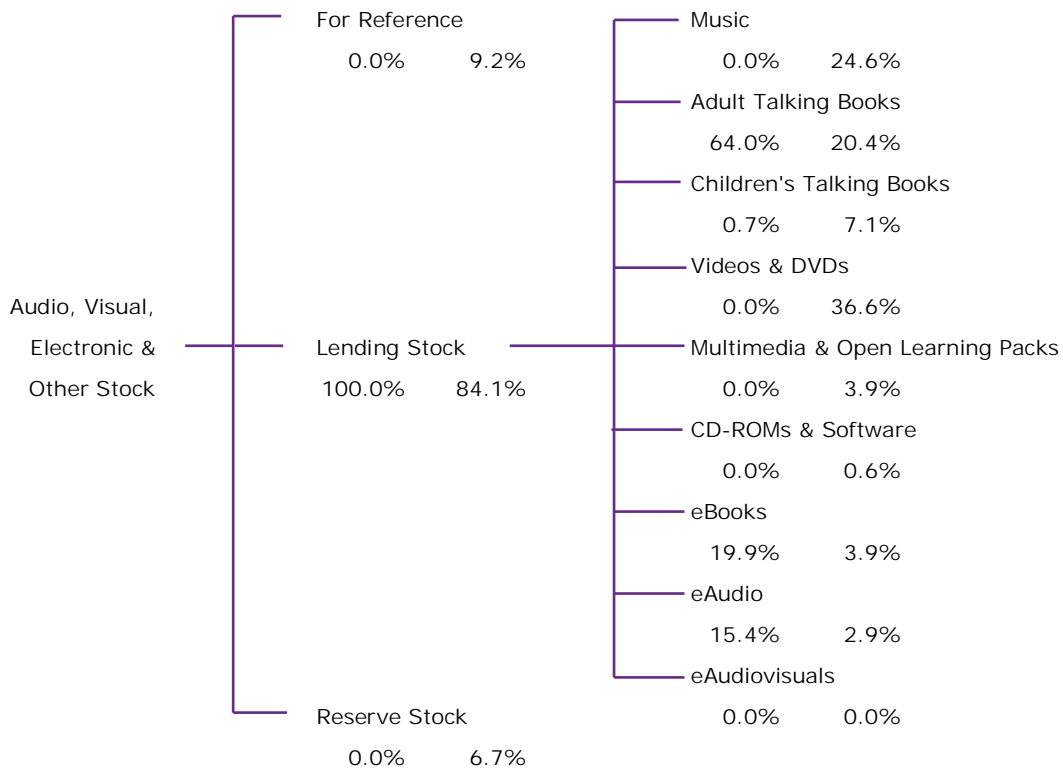 For Reference
0.0% 9.2%
Music
0.0% 24.6%
Adult Talking Books
64.0% 20.4%
Children's Talking Books
0.7% 7.1%
Videos & DVDs
0.0% 36.6%
Audio, Visual,
Electronic &
Other Stock
Lending Stock
100.0% 84.1%
Multimedia & Open Learning Packs
0.0% 3.9%
CD-ROMs & Software
0.0% 0.6%
eBooks
19.9% 3.9%
eAudio
15.4% 2.9%
eAudiovisuals
0.0% 0.0%
Reserve Stock
0.0% 6.7%